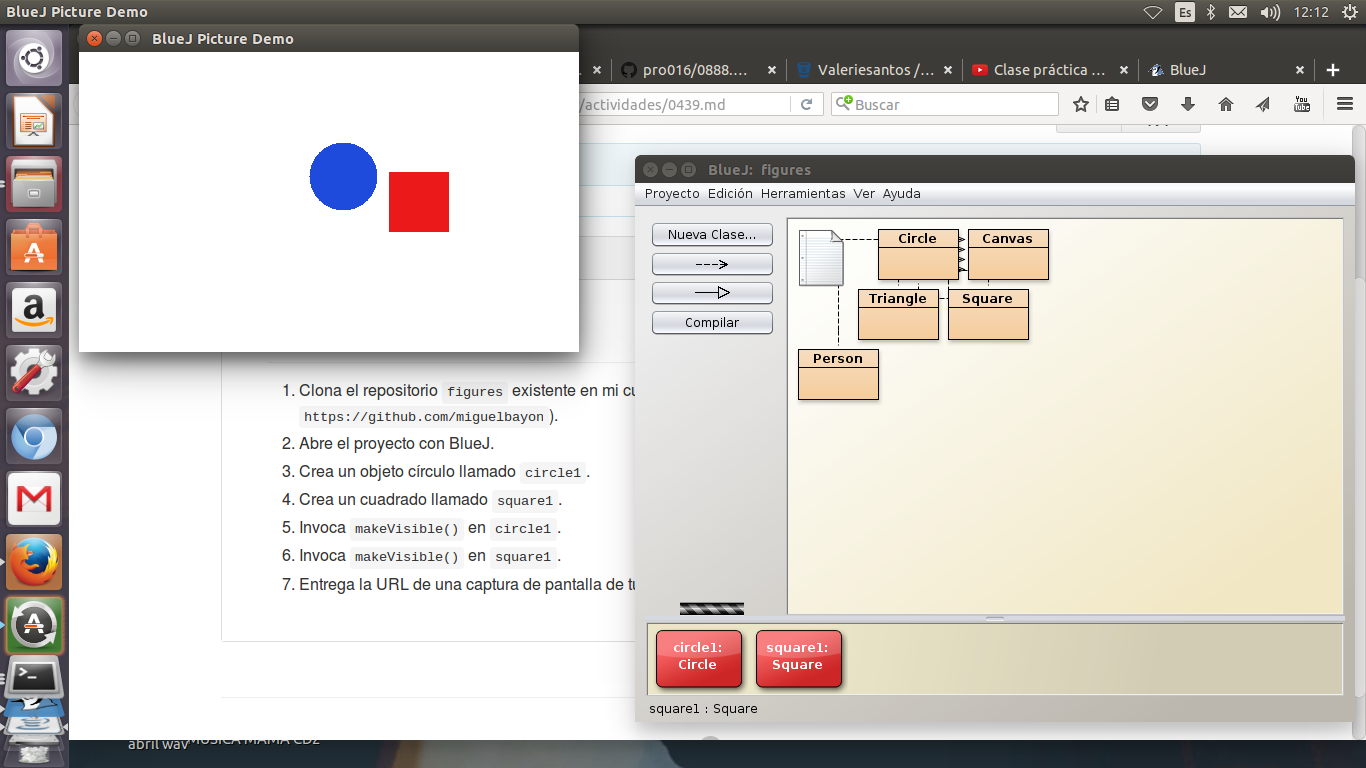 BlueJ Picture Demo
Es
12:12
BlueJ Picture Demo
pro016/0888....
Valeriesantos /...
Clase práctica ...
BlueJ
/actividades/0439.md
Buscar
You
Tube
BlueJ: figures
Proyecto Edición Herramientas Ver Ayuda
Nueva Clase...
Compilar
Circle
Canvas
Triangle
Square
Person
1. Clona el repositorio figures existente en mi cu
https://github.com/miguelbayon ).
2. Abre el proyecto con BlueJ.
3. Crea un objeto círculo llamado circle1 .
4. Crea un cuadrado llamado square1 .
5. Invoca makeVisible() en circle1 .
6. Invoca makeVisible() en square1 .
7. Entrega la URL de una captura de pantalla de tu
circle1:
Circle
square1:
Square
square1 : Square
abril wav
MUSICA MAMA CD2